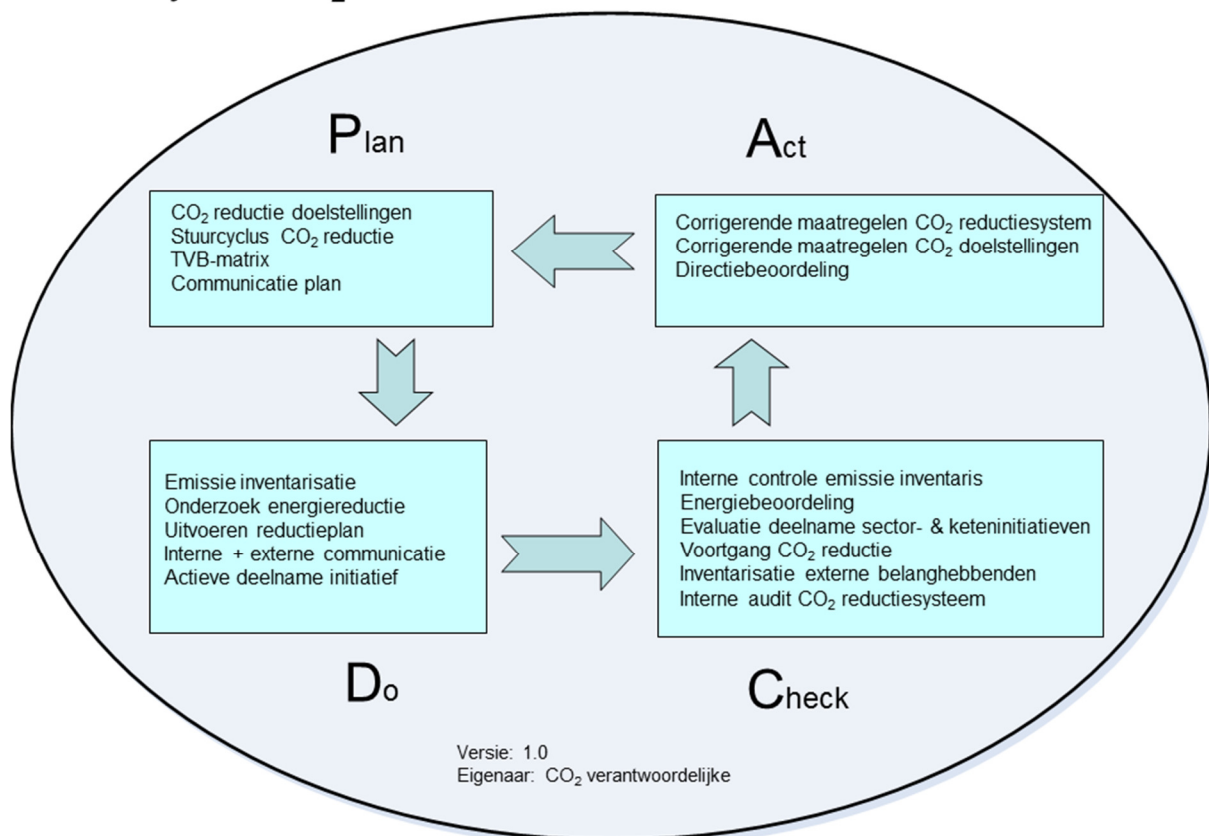 Plan
CO₂ reductie doelstellingen
Stuurcyclus CO₂ reductie
TVB-matrix
Communicatie plan
Act
Corrigerende maatregelen CO₂ reductiesystem
Corrigerende maatregelen CO₂ doelstellingen
Directiebeoordeling
Emissie inventarisatie
Onderzoek energiereductie
Uitvoeren reductieplan
Interne + externe communicatie
Actieve deelname initiatief
Do
Interne controle emissie inventaris
Energiebeoordeling
Evaluatie deelname sector- & keteninitiatieven
Voortgang CO₂ reductie
Inventarisatie externe belanghebbenden
Interne audit CO₂ reductiesysteem
Check
Versie: 1.0
Eigenaar: CO₂ verantwoordelijke